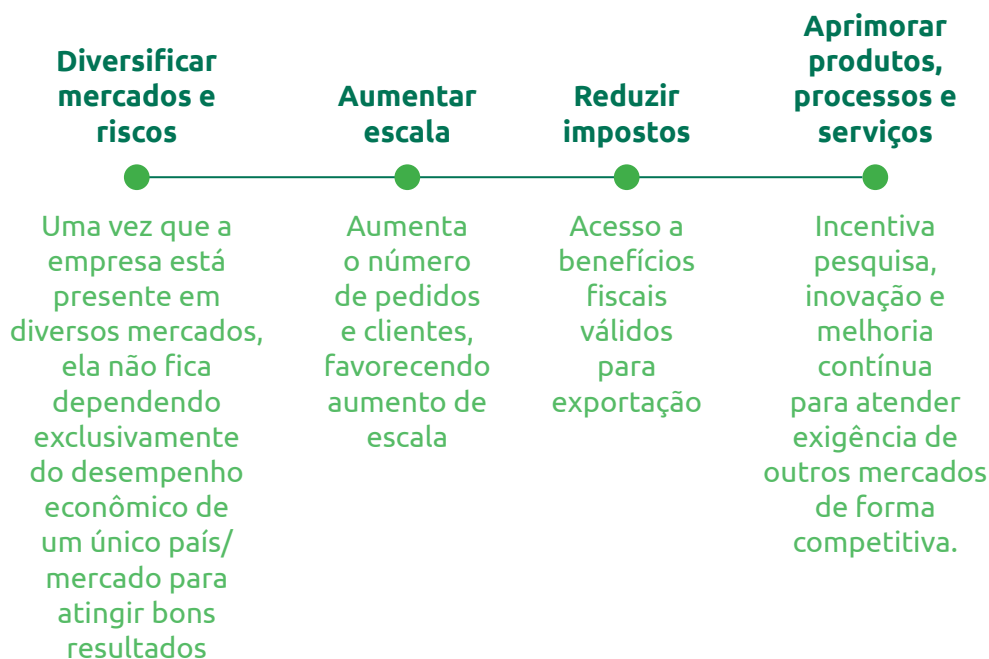 Diversificar
mercados e
riscos
Uma vez que a
empresa está
presente em
diversos mercados,
ela não fica
dependendo
exclusivamente
do desempenho
econômico de
um único país/
mercado para
atingir bons
resultados
Aumentar
escala
Aumenta
o número
de pedidos
e clientes,
favorecendo
aumento de
escala
Reduzir
impostos
Acesso a
benefícios
fiscais
válidos
para
exportação
Aprimorar
produtos,
processos e
serviços
Incentiva
pesquisa,
inovação e
melhoria
contínua
para atender
exigência de
outros mercados
de forma
competitiva.